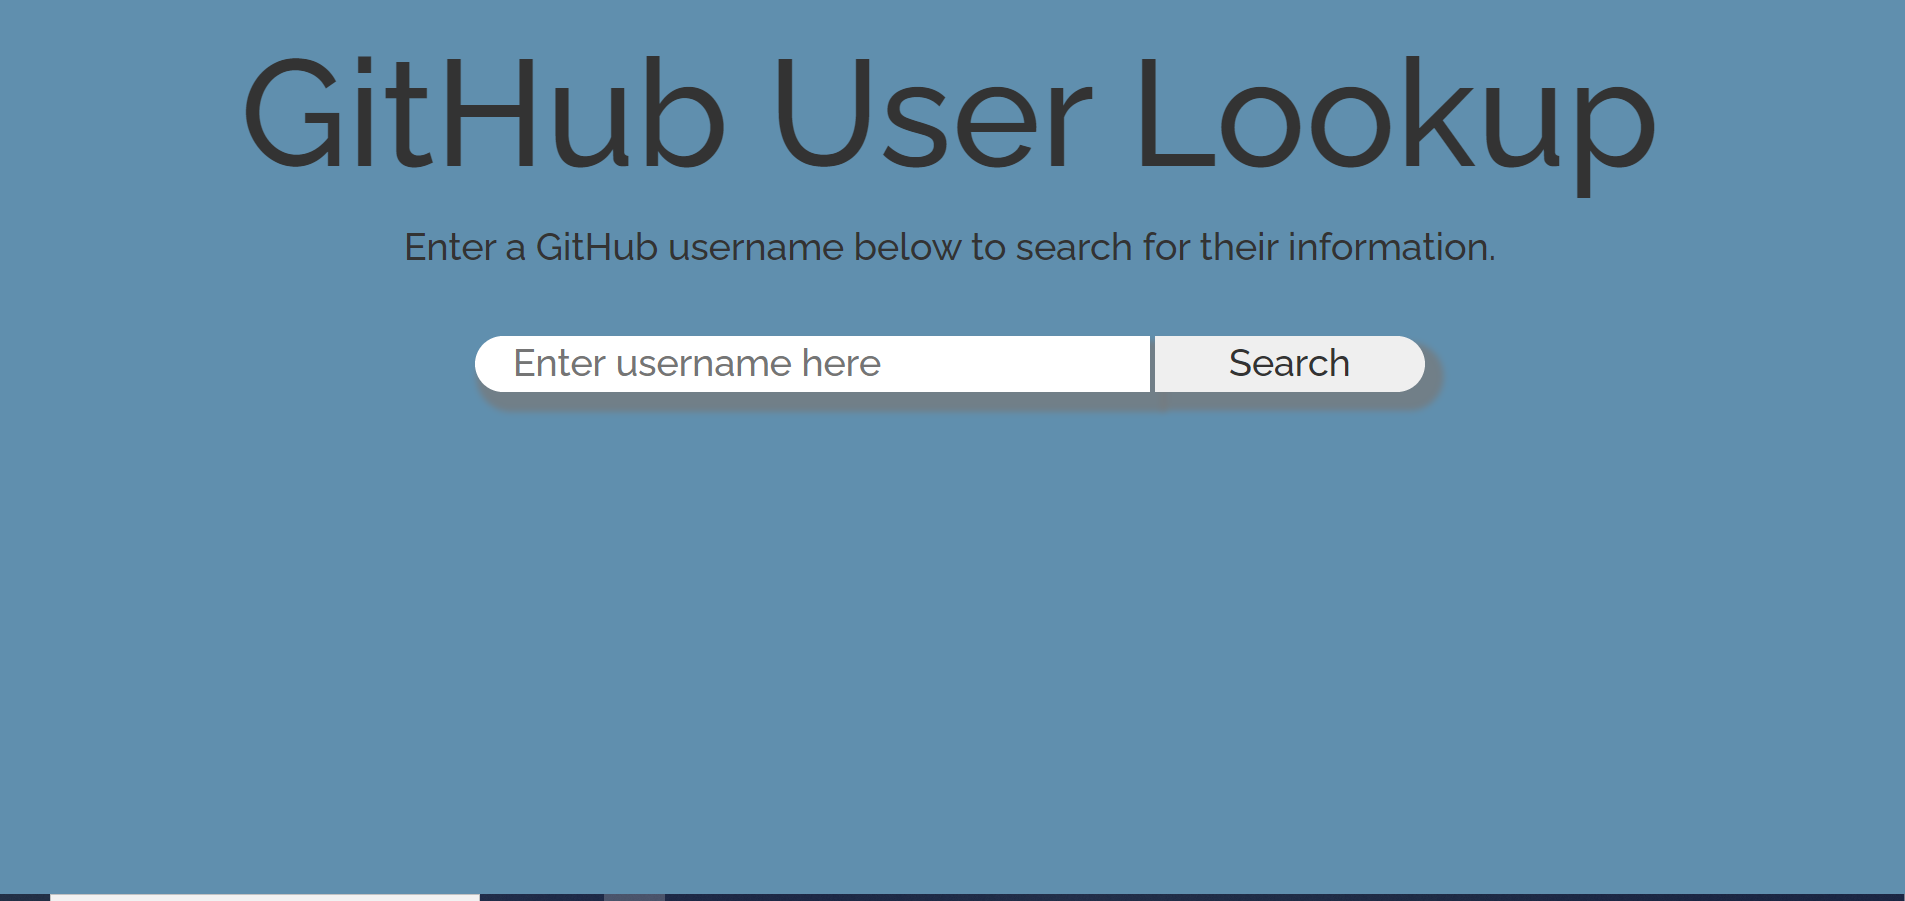 GitHub User Lookup
Enter a GitHub username below to search for their information.
Enter username here
Search